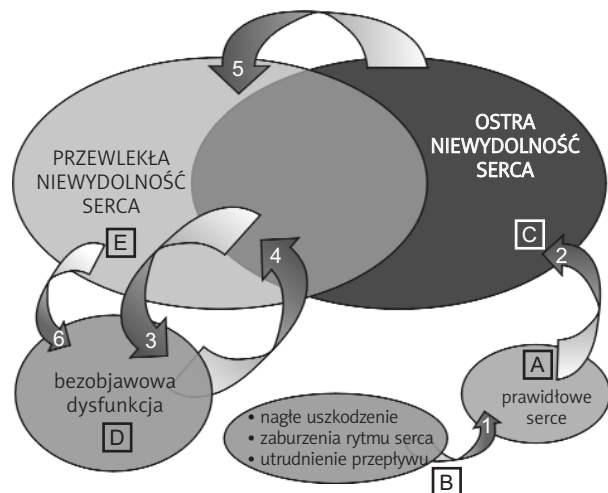 5
OSTRA
NIEWYDOLNOŚĆ
SERCA
PRZEWLEKŁA
NIEWYDOLNOŚĆ
SERCA
E
C
4
2
6
3
bezobjawowa
dysfunkcja
D
A
prawidłowe
serce
• nagłe uszkodzenie
• zaburzenia rytmu serca
• utrudnienie przepływu
1
B